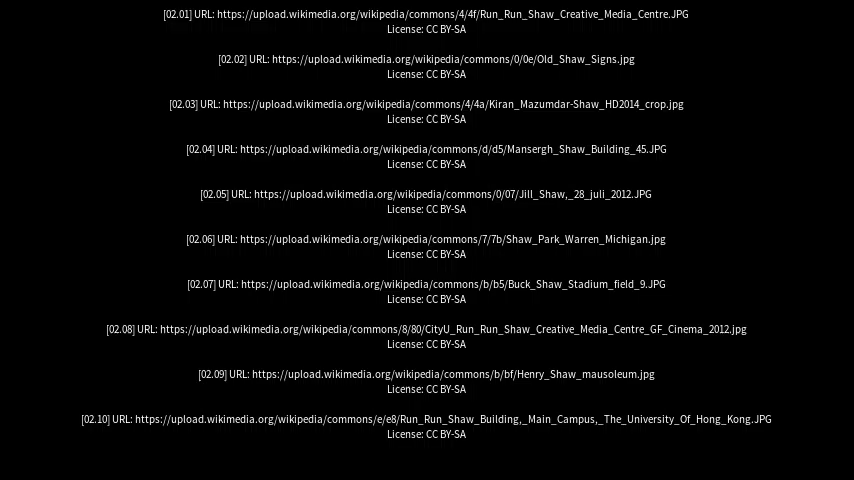 [02.01] URL: https://upload.wikimedia.org/wikipedia/commons/4/4f/Run_Run_Shaw_Creative_Media_Centre.JPG
License: CC BY-SA
[02.02] URL: https://upload.wikimedia.org/wikipedia/commons/0/0e/Old_Shaw_Signs.jpg
License: CC BY-SA
[02.03] URL: https://upload.wikimedia.org/wikipedia/commons/4/4a/Kiran_Mazumdar-Shaw_HD2014_crop.jpg
License: CC BY-SA
[02.04] URL: https://upload.wikimedia.org/wikipedia/commons/d/d5/Mansergh_Shaw_Building_45.JPG
License: CC BY-SA
[02.05] URL: https://upload.wikimedia.org/wikipedia/commons/0/07/Jill_Shaw,_28_juli_2012.JPG
License: CC BY-SA
[02.06] URL: https://upload.wikimedia.org/wikipedia/commons/7/7b/Shaw_Park_Warren_Michigan.jpg
License: CC BY-SA
[02.07] URL: https://upload.wikimedia.org/wikipedia/commons/b/b5/Buck_Shaw_Stadium_field_9.JPG
License: CC BY-SA
[02.08] URL: https://upload.wikimedia.org/wikipedia/commons/8/80/CityU_Run_Run_Shaw_Creative_Media_Centre_GF_Cinema_2012.jpg
License: CC BY-SA
[02.09] URL: https://upload.wikimedia.org/wikipedia/commons/b/bf/Henry_Shaw_mausoleum.jpg
License: CC BY-SA
[02.10] URL: https://upload.wikimedia.org/wikipedia/commons/e/e8/Run_Run_Shaw_Building,_Main_Campus,_The_University_Of_Hong_Kong.JPG
License: CC BY-SA